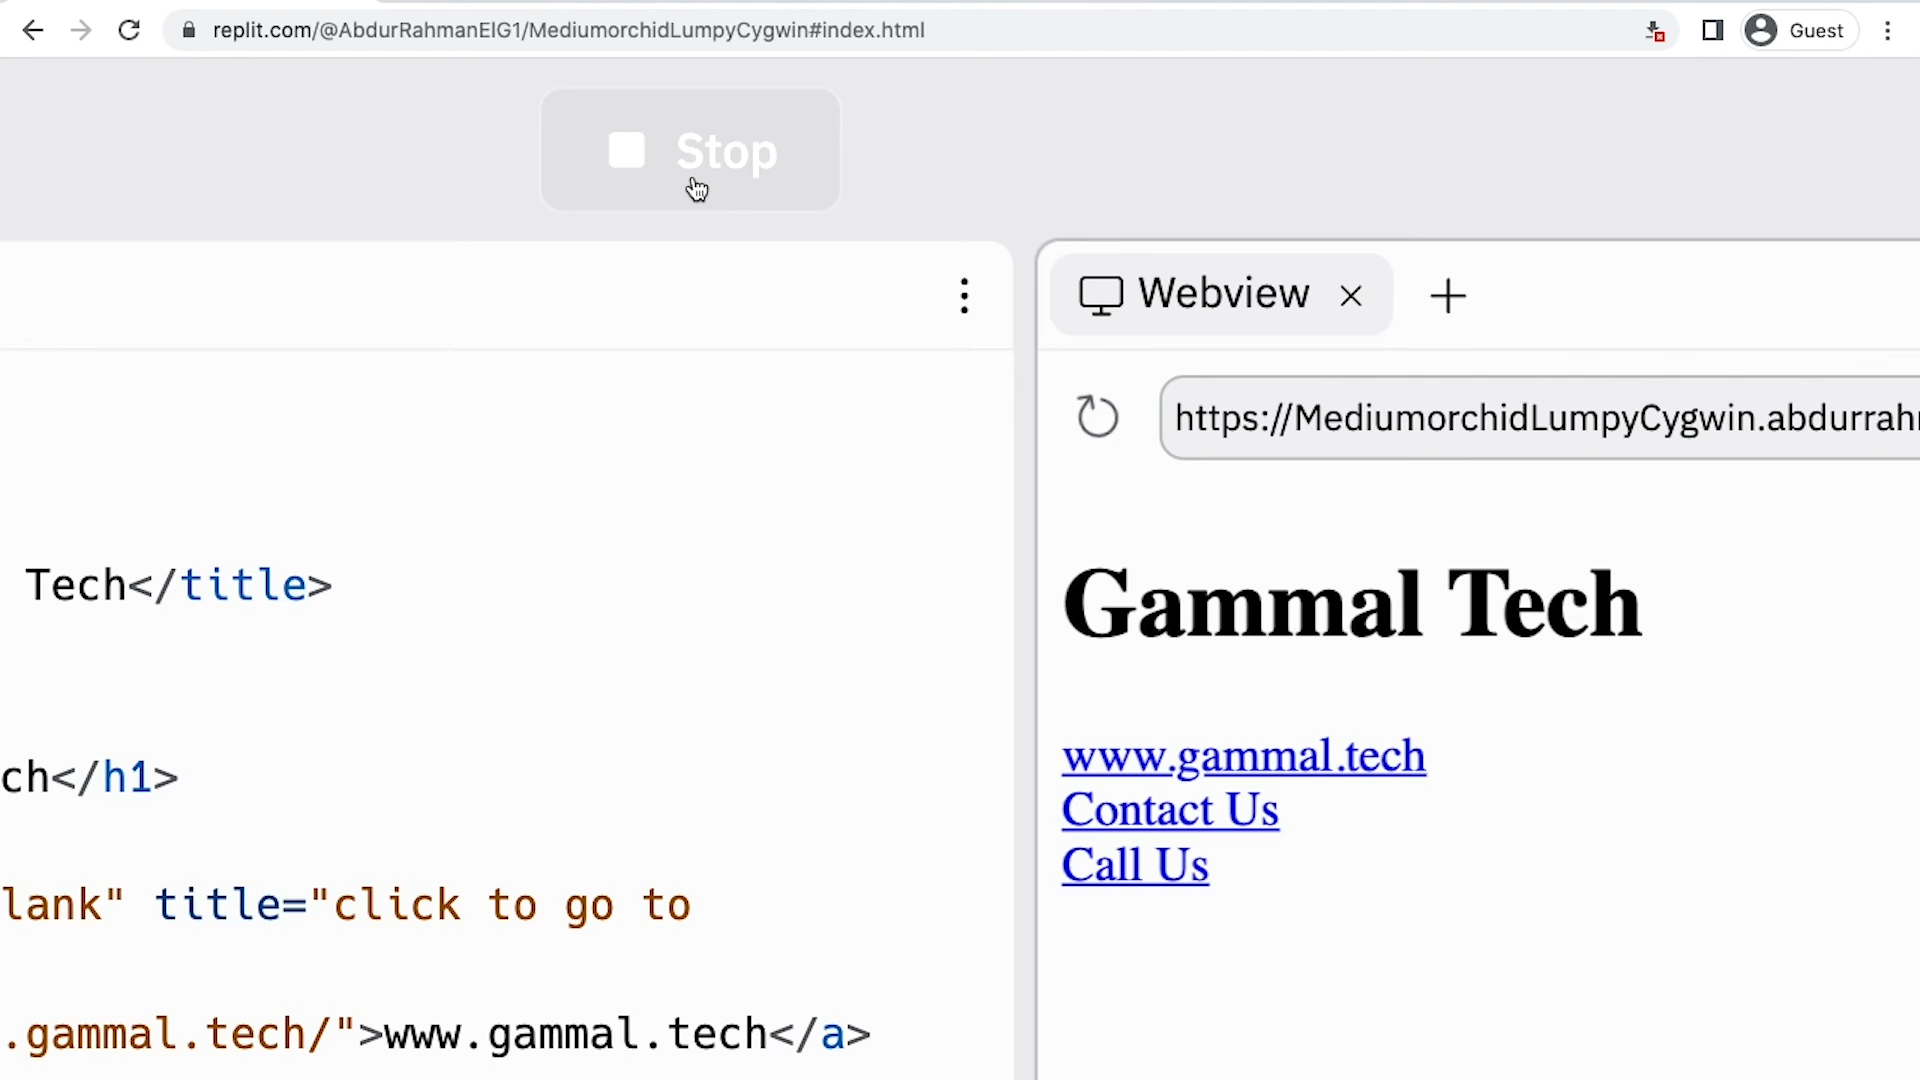 replit.com/@AbdurRahmanElG1/MediumorchidLumpyCygwin#index.html
Guest
Stop
Webview
https://MediumorchidLumpyCygwin.abdurrah
Tech</title>
ch</h1>
lank" title="click to go to
.gammal.tech/">www.gammal.tech</a>
Gammal Tech
www.gammal.tech
Contact Us
Call Us